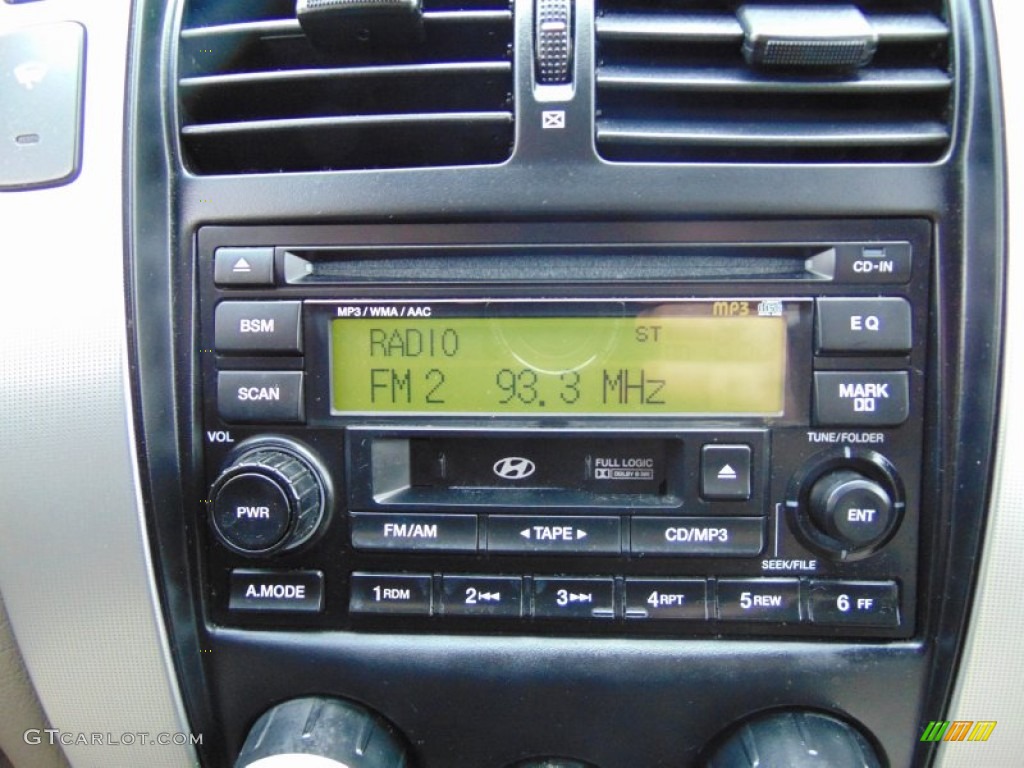 CD-IN
MP3 / WMA / AAC
MP3
BSM
RADIO
ST
EQ
SCAN
FM 2 93.3 MHz
MARK
VOL
TUNE/FOLDER
FULL LOGIC
DOLBY B NR
PWR
ENT
FM/AM
◄ TAPE ►
CD/MP3
SEEK/FILE
A.MODE
1 RDM
2
3
4 RPT
5 REW
6 FF
GTCARLOT.COM